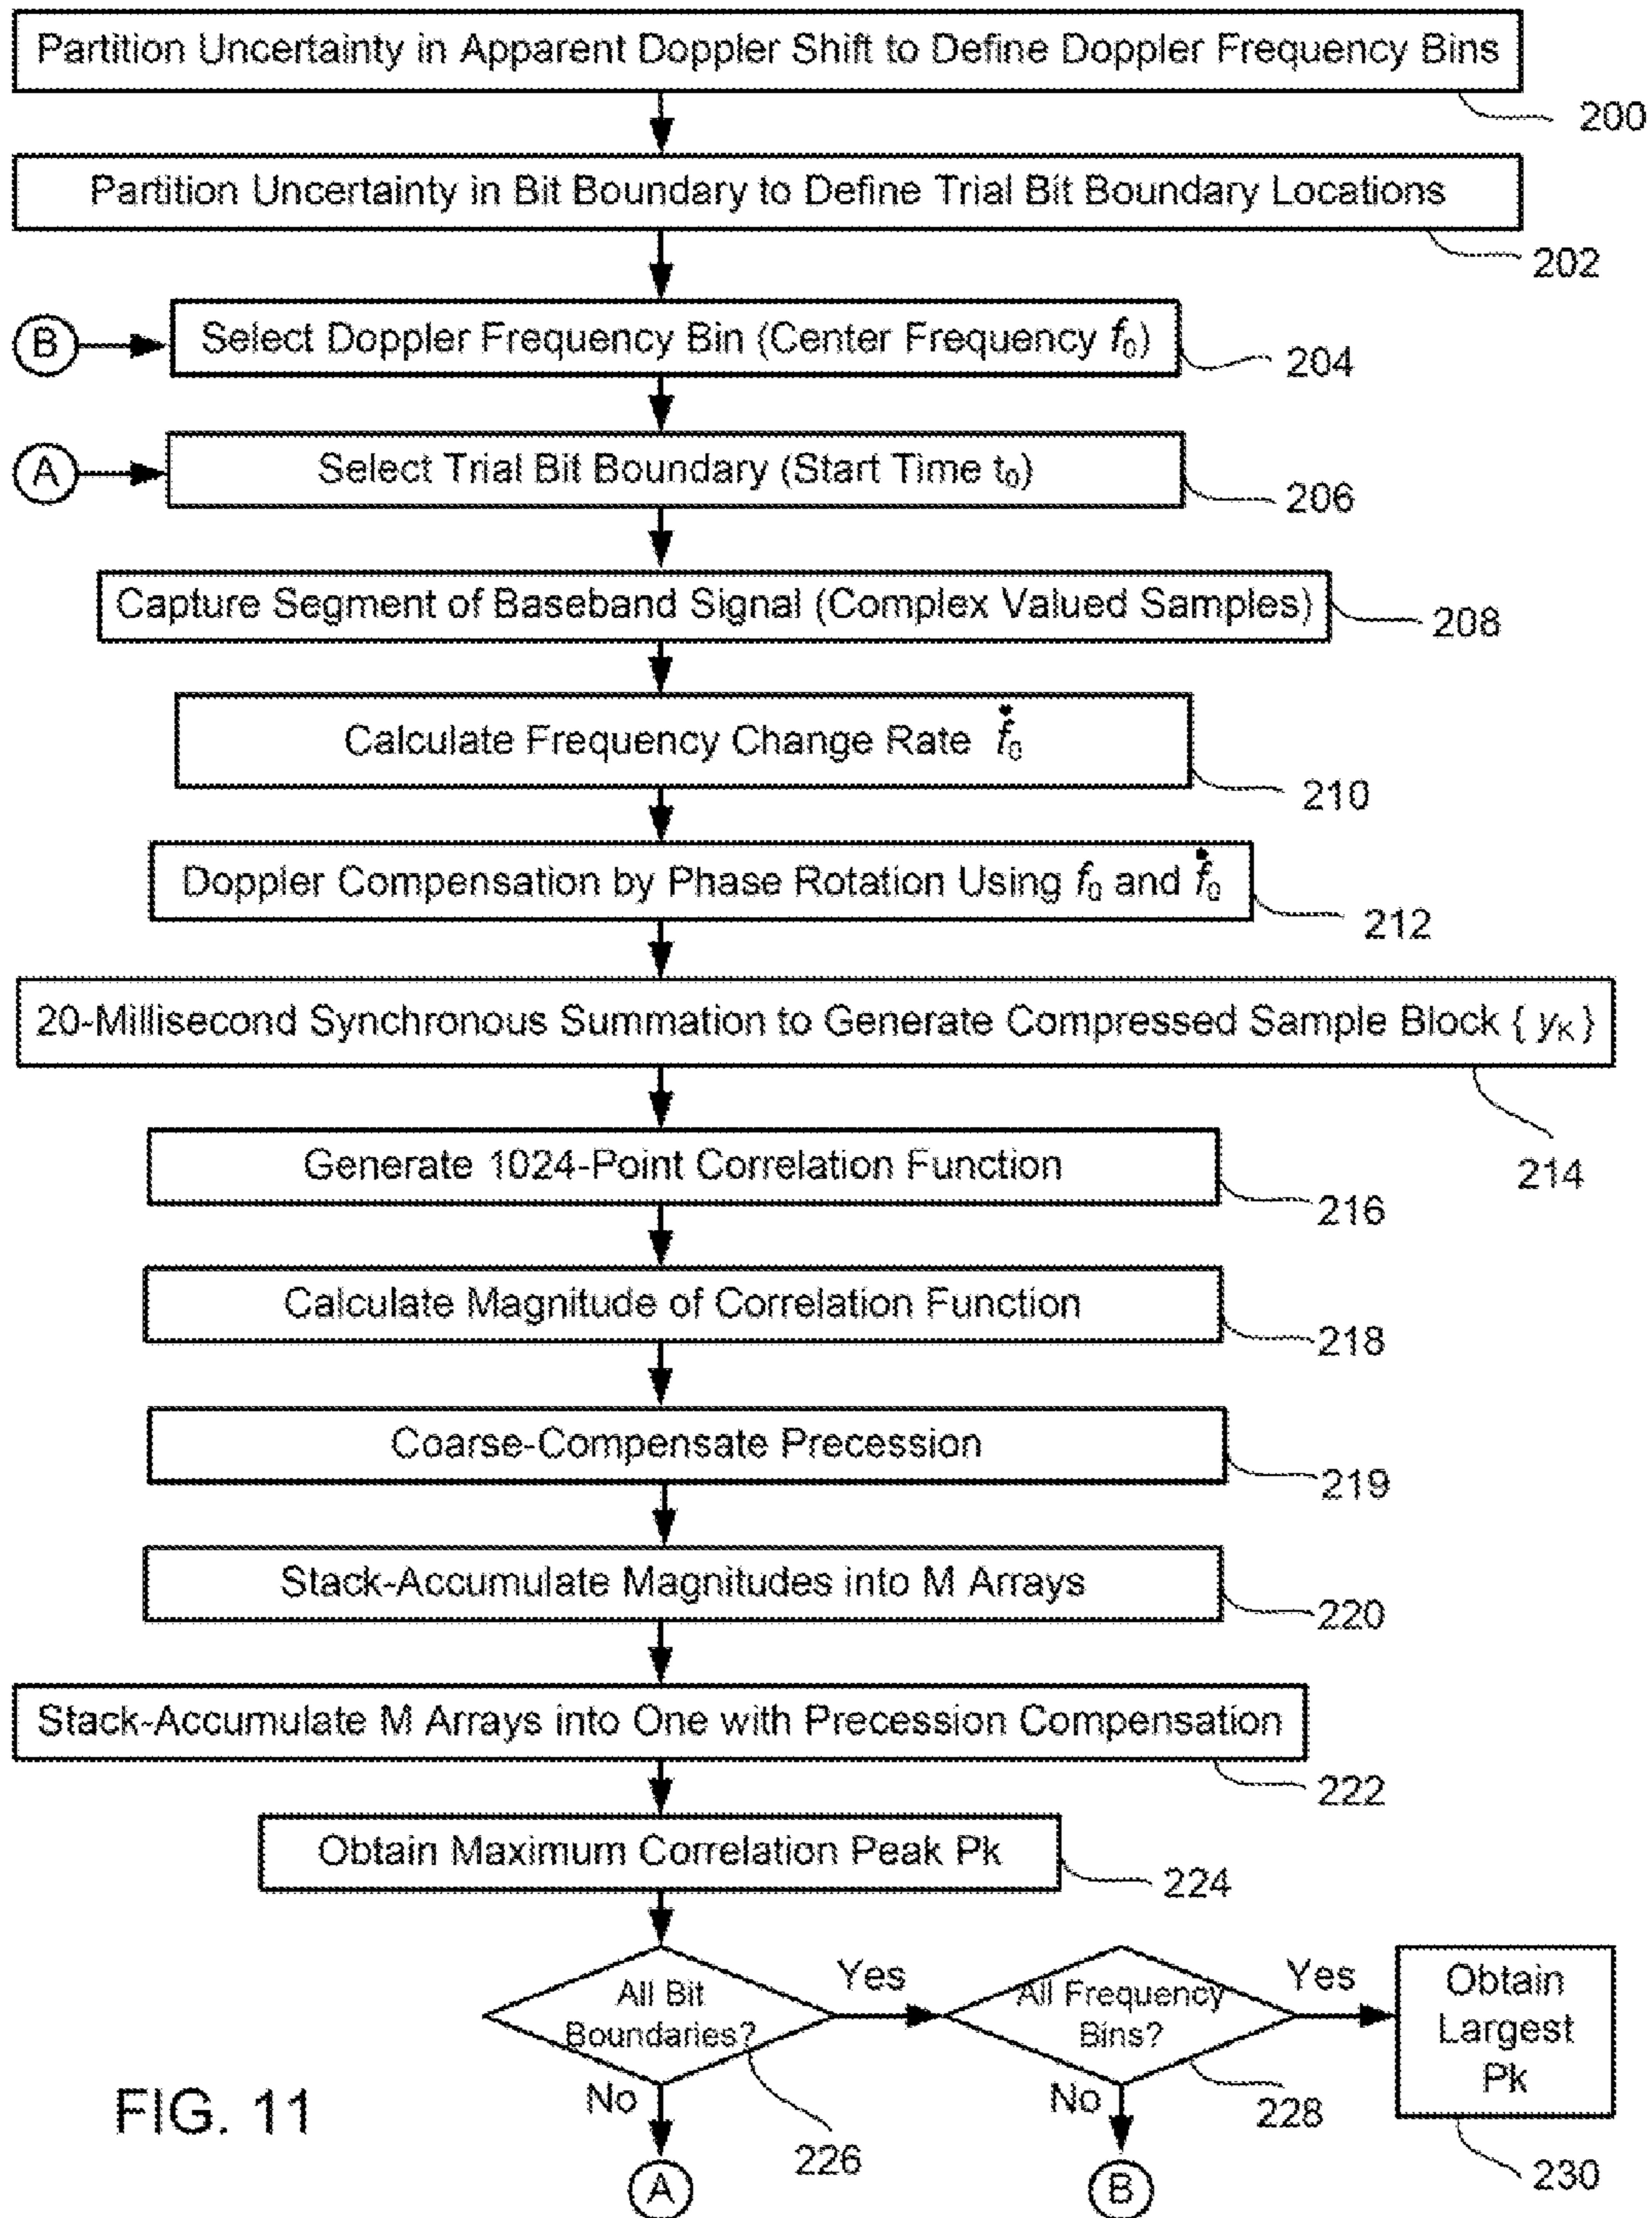 Partition Uncertainty in Apparent Doppler Shift to Define Doppler Frequency Bins
200
Partition Uncertainty in Bit Boundary to Define Trial Bit Boundary Locations
202
B
Select Doppler Frequency Bin (Center Frequency f₀)
204
A
Select Trial Bit Boundary (Start Time t₀)
206
Capture Segment of Baseband Signal (Complex Valued Samples)
208
Calculate Frequency Change Rate ḟ₀
210
Doppler Compensation by Phase Rotation Using f₀ and ḟ₀
212
20-Millisecond Synchronous Summation to Generate Compressed Sample Block { yK }
214
Generate 1024-Point Correlation Function
216
Calculate Magnitude of Correlation Function
218
Coarse-Compensate Precession
219
Stack-Accumulate Magnitudes into M Arrays
220
Stack-Accumulate M Arrays into One with Precession Compensation
222
Obtain Maximum Correlation Peak Pk
224
All Bit
Boundaries?
Yes
All Frequency
Bins?
Yes
Obtain
Largest
Pk
No
226
No
228
230
A
B
FIG. 11